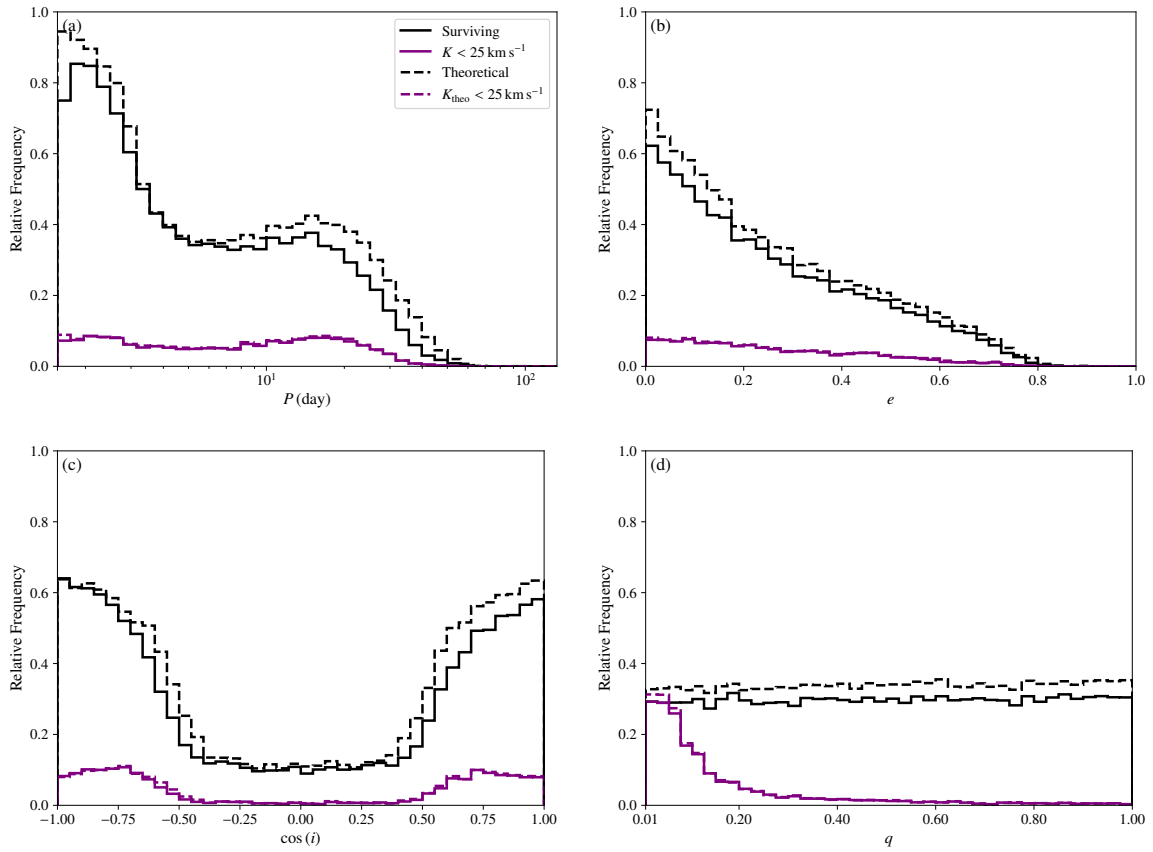 (a)
Surviving
K < 25 km s⁻¹
Theoretical
K_theo < 25 km s⁻¹
Relative Frequency
1.0
0.8
0.6
0.4
0.2
0.0
10¹
10²
P (day)
(b)
Relative Frequency
1.0
0.8
0.6
0.4
0.2
0.0
0.0 0.2 0.4 0.6 0.8 1.0
e
(c)
Relative Frequency
1.0
0.8
0.6
0.4
0.2
0.0
−1.00 −0.75 −0.50 −0.25 0.00 0.25 0.50 0.75 1.00
cos (i)
(d)
Relative Frequency
1.0
0.8
0.6
0.4
0.2
0.0
0.01 0.20 0.40 0.60 0.80 1.00
q